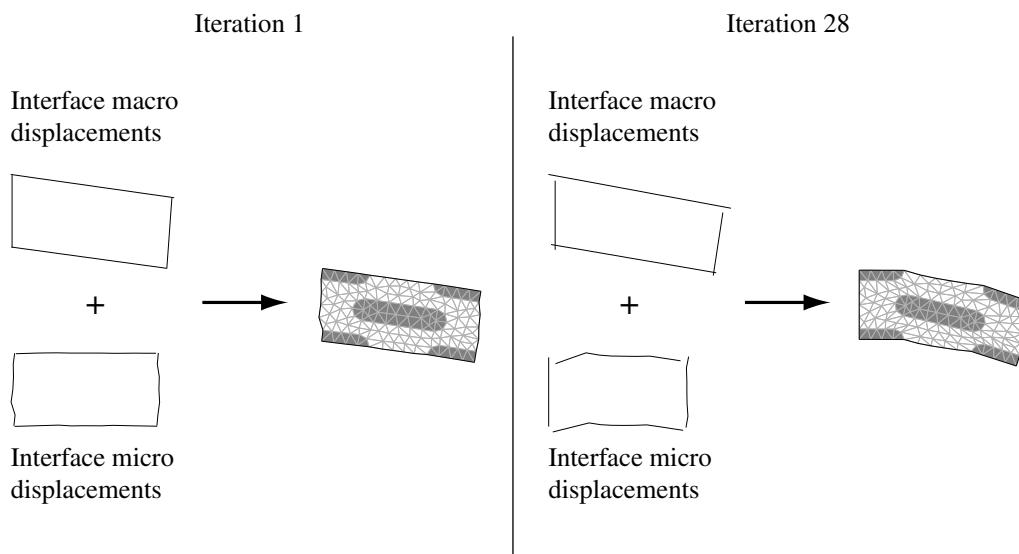 Iteration 1
Interface macro
displacements
+
Interface micro
displacements
Iteration 28
Interface macro
displacements
+
Interface micro
displacements